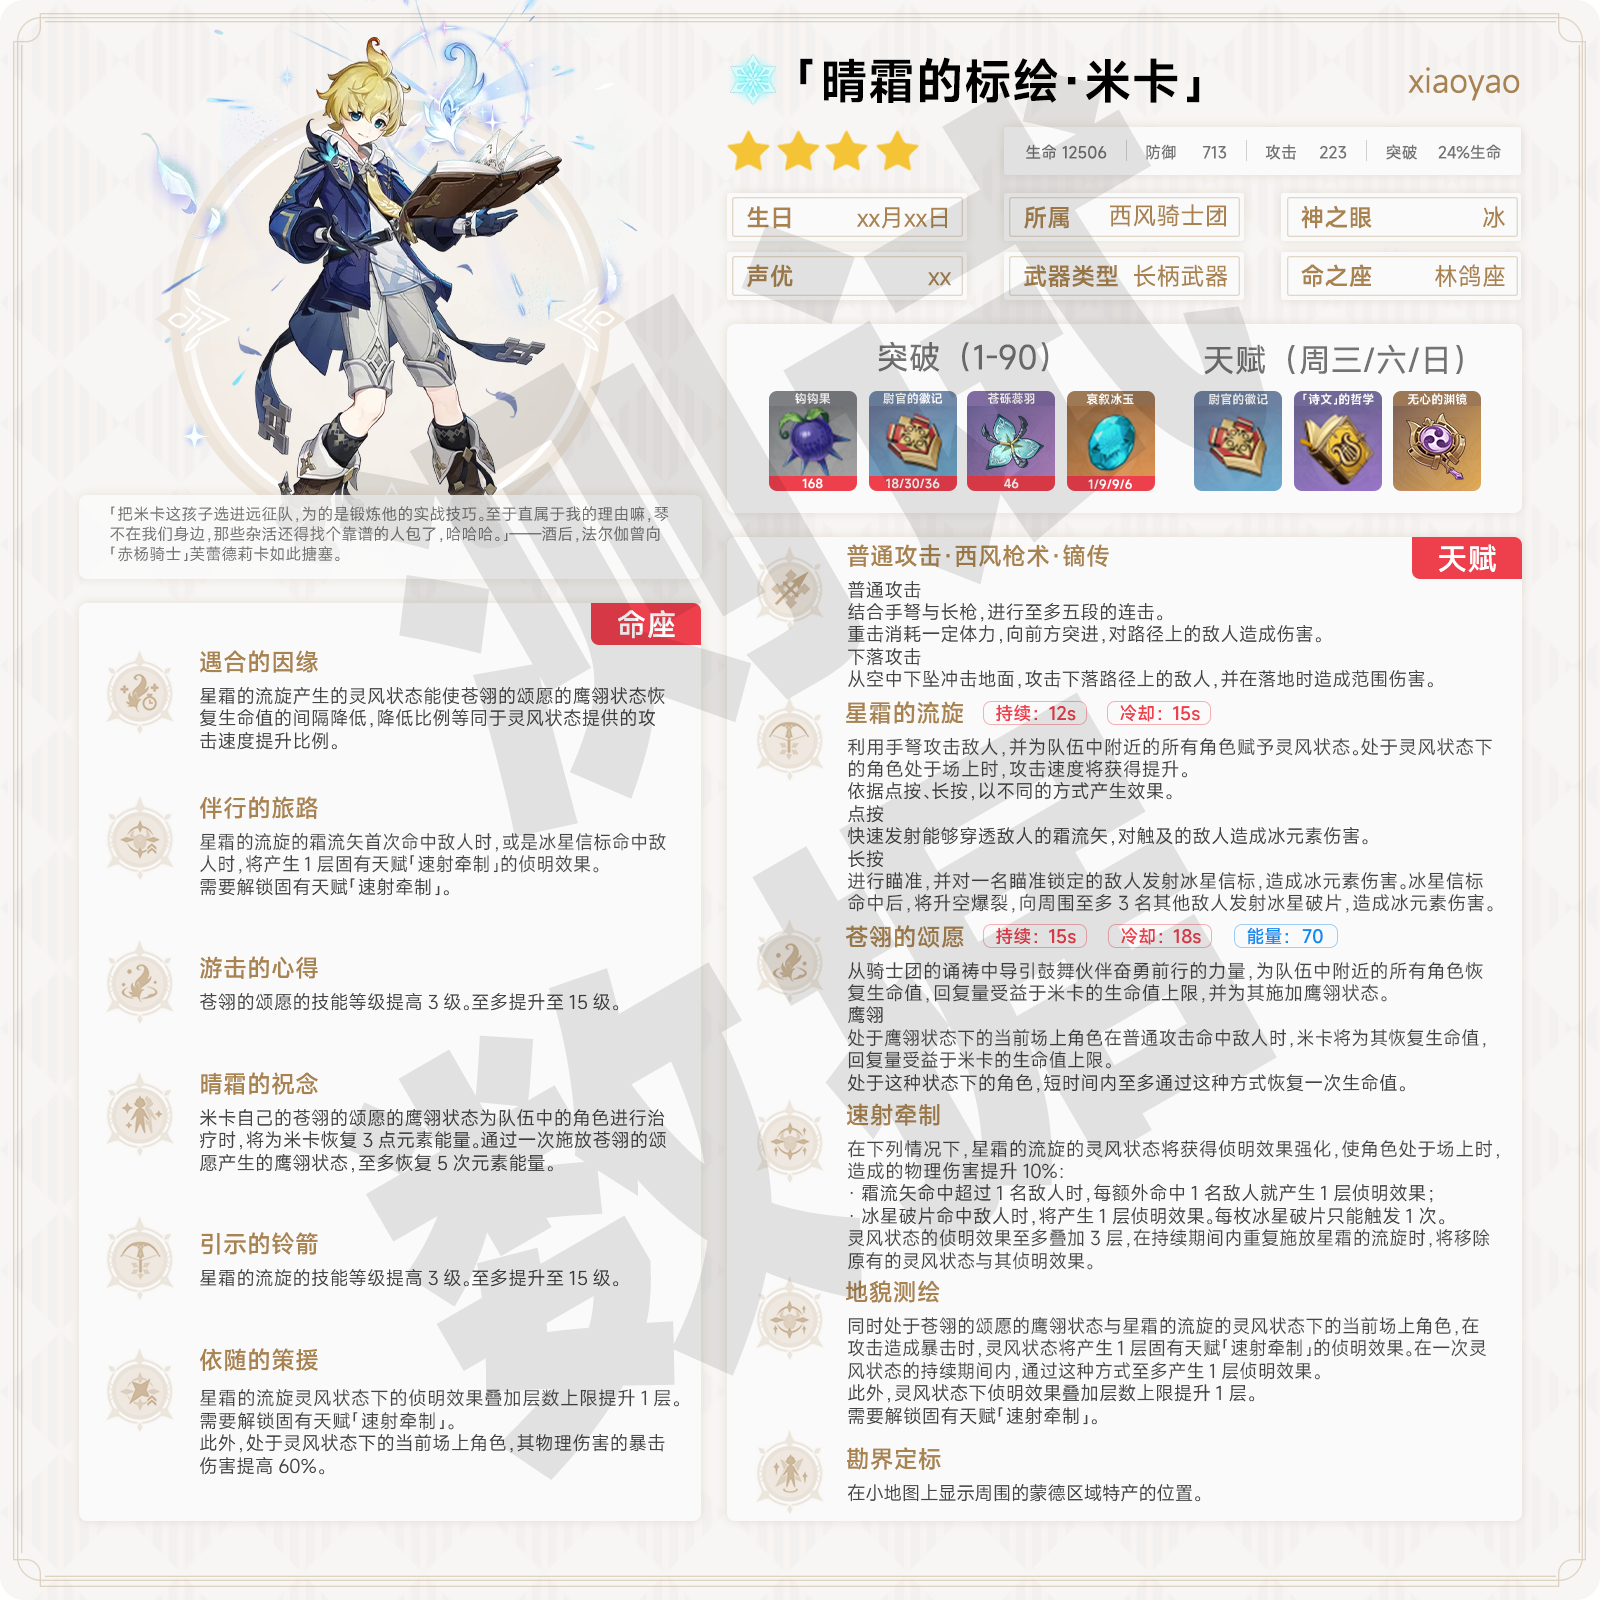 「晴霜的标绘·米卡」
xiaoyao
生命 12506 防御 713 攻击 223 突破 24%生命
生日 xx月xx日
所属 西风骑士团
神之眼 冰
声优 xx
武器类型 长柄武器
命之座 林鸽座
突破（1-90）
天赋（周三/六/日）
钩钩果
168
尉官的徽记
18/30/36
苍砾蕊羽
46
哀叙冰玉
1/9/9/6
尉官的徽记
「诗文」的哲学
无心的渊镜
「把米卡这孩子选进远征队，为的是锻炼他的实战技巧。至于直属于我的理由嘛，琴
不在我们身边，那些杂活还得找个靠谱的人包了，哈哈哈。」——酒后，法尔伽曾向
「赤杨骑士」芙蕾德莉卡如此搪塞。
命座
遇合的因缘
星霜的流旋产生的灵风状态能使苍翎的颂愿的鹰翎状态恢
复生命值的间隔降低，降低比例等同于灵风状态提供的攻
击速度提升比例。
伴行的旅路
星霜的流旋的霜流矢首次命中敌人时，或是冰星信标命中敌
人时，将产生 1 层固有天赋「速射牵制」的侦明效果。
需要解锁固有天赋「速射牵制」。
游击的心得
苍翎的颂愿的技能等级提高 3 级。至多提升至 15 级。
晴霜的祝念
米卡自己的苍翎的颂愿的鹰翎状态为队伍中的角色进行治
疗时，将为米卡恢复 3 点元素能量。通过一次施放苍翎的颂
愿产生的鹰翎状态，至多恢复 5 次元素能量。
引示的铃箭
星霜的流旋的技能等级提高 3 级。至多提升至 15 级。
依随的策援
星霜的流旋灵风状态下的侦明效果叠加层数上限提升 1 层。
需要解锁固有天赋「速射牵制」。
此外，处于灵风状态下的当前场上角色，其物理伤害的暴击
伤害提高 60%。
天赋
普通攻击·西风枪术·镝传
普通攻击
结合手弩与长枪，进行至多五段的连击。
重击消耗一定体力，向前方突进，对路径上的敌人造成伤害。
下落攻击
从空中下坠冲击地面，攻击下落路径上的敌人，并在落地时造成范围伤害。
星霜的流旋 持续：12s 冷却：15s
利用手弩攻击敌人，并为队伍中附近的所有角色赋予灵风状态。处于灵风状态下
的角色处于场上时，攻击速度将获得提升。
依据点按、长按，以不同的方式产生效果。
点按
快速发射能够穿透敌人的霜流矢，对触及的敌人造成冰元素伤害。
长按
进行瞄准，并对一名瞄准锁定的敌人发射冰星信标，造成冰元素伤害。冰星信标
命中后，将升空爆裂，向周围至多 3 名其他敌人发射冰星破片，造成冰元素伤害。
苍翎的颂愿 持续：15s 冷却：18s 能量：70
从骑士团的诵祷中导引鼓舞伙伴奋勇前行的力量，为队伍中附近的所有角色恢
复生命值，回复量受益于米卡的生命值上限，并为其施加鹰翎状态。
鹰翎
处于鹰翎状态下的当前场上角色在普通攻击命中敌人时，米卡将为其恢复生命值，
回复量受益于米卡的生命值上限。
处于这种状态下的角色，短时间内至多通过这种方式恢复一次生命值。
速射牵制
在下列情况下，星霜的流旋的灵风状态将获得侦明效果强化，使角色处于场上时，
造成的物理伤害提升 10%：
· 霜流矢命中超过 1 名敌人时，每额外命中 1 名敌人就产生 1 层侦明效果；
· 冰星破片命中敌人时，将产生 1 层侦明效果。每枚冰星破片只能触发 1 次。
灵风状态的侦明效果至多叠加 3 层，在持续期间内重复施放星霜的流旋时，将移除
原有的灵风状态与其侦明效果。
地貌测绘
同时处于苍翎的颂愿的鹰翎状态与星霜的流旋的灵风状态下的当前场上角色，在
攻击造成暴击时，灵风状态将产生 1 层固有天赋「速射牵制」的侦明效果。在一次灵
风状态的持续期间内，通过这种方式至多产生 1 层侦明效果。
此外，灵风状态下侦明效果叠加层数上限提升 1 层。
需要解锁固有天赋「速射牵制」。
勘界定标
在小地图上显示周围的蒙德区域特产的位置。
测试
数据